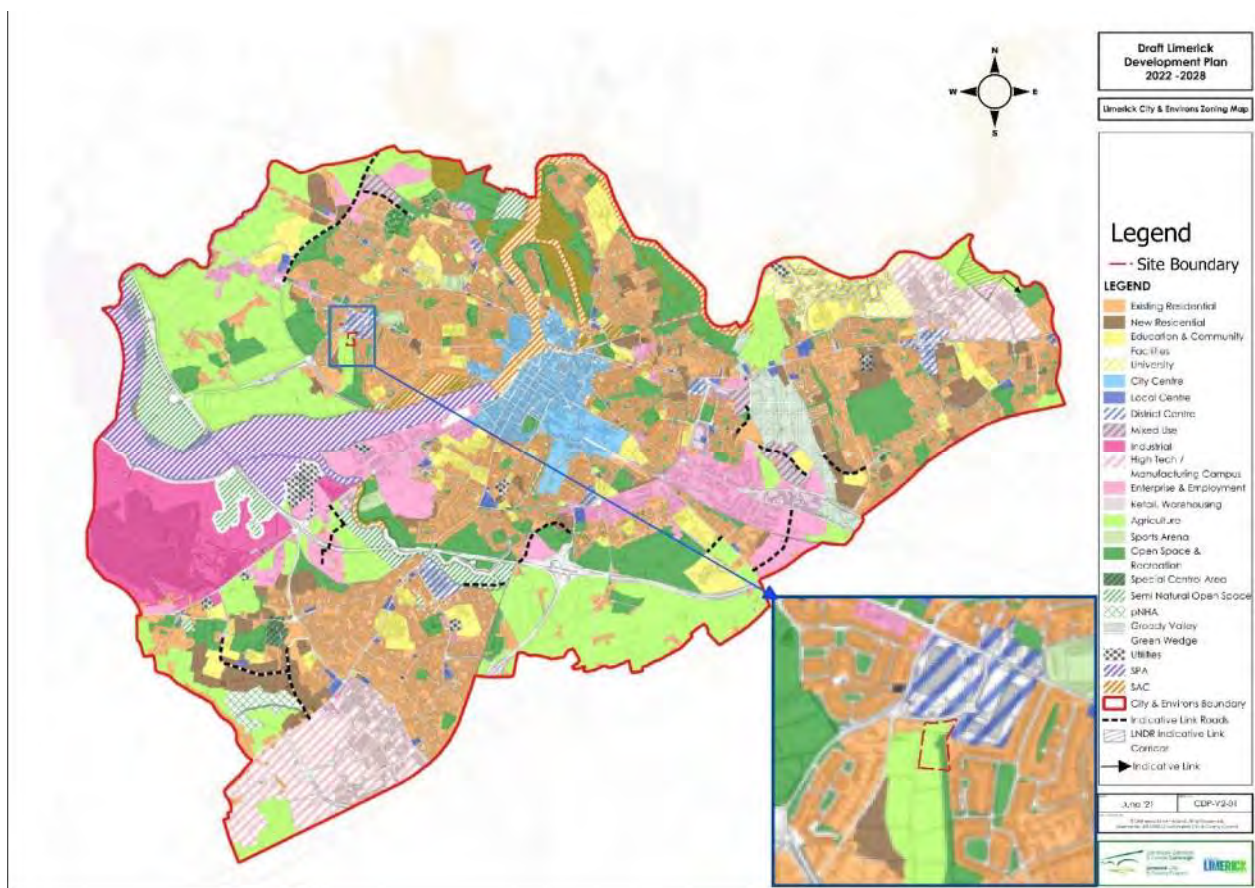 Draft Limerick
Development Plan
2022 -2028
Limerick City & Environs Zoning Map
N
W
E
S
Legend
Site Boundary
LEGEND
Existing Residential
New Residential
Education & Community
Facilities
University
City Centre
Local Centre
District Centre
Mixed Use
Industrial
High Tech /
Manufacturing Campus
Enterprise & Employment
Retail, Warehousing
Agriculture
Sports Arena
Open Space &
Recreation
Special Control Area
Semi Natural Open Space
pNHA
Groody Valley
Green Wedge
Utilities
SPA
SAC
City & Environs Boundary
Indicative Link Roads
LNDR Indicative Link
Corridor
Indicative Link
June '21
CDP-V2-01
LIMERICK